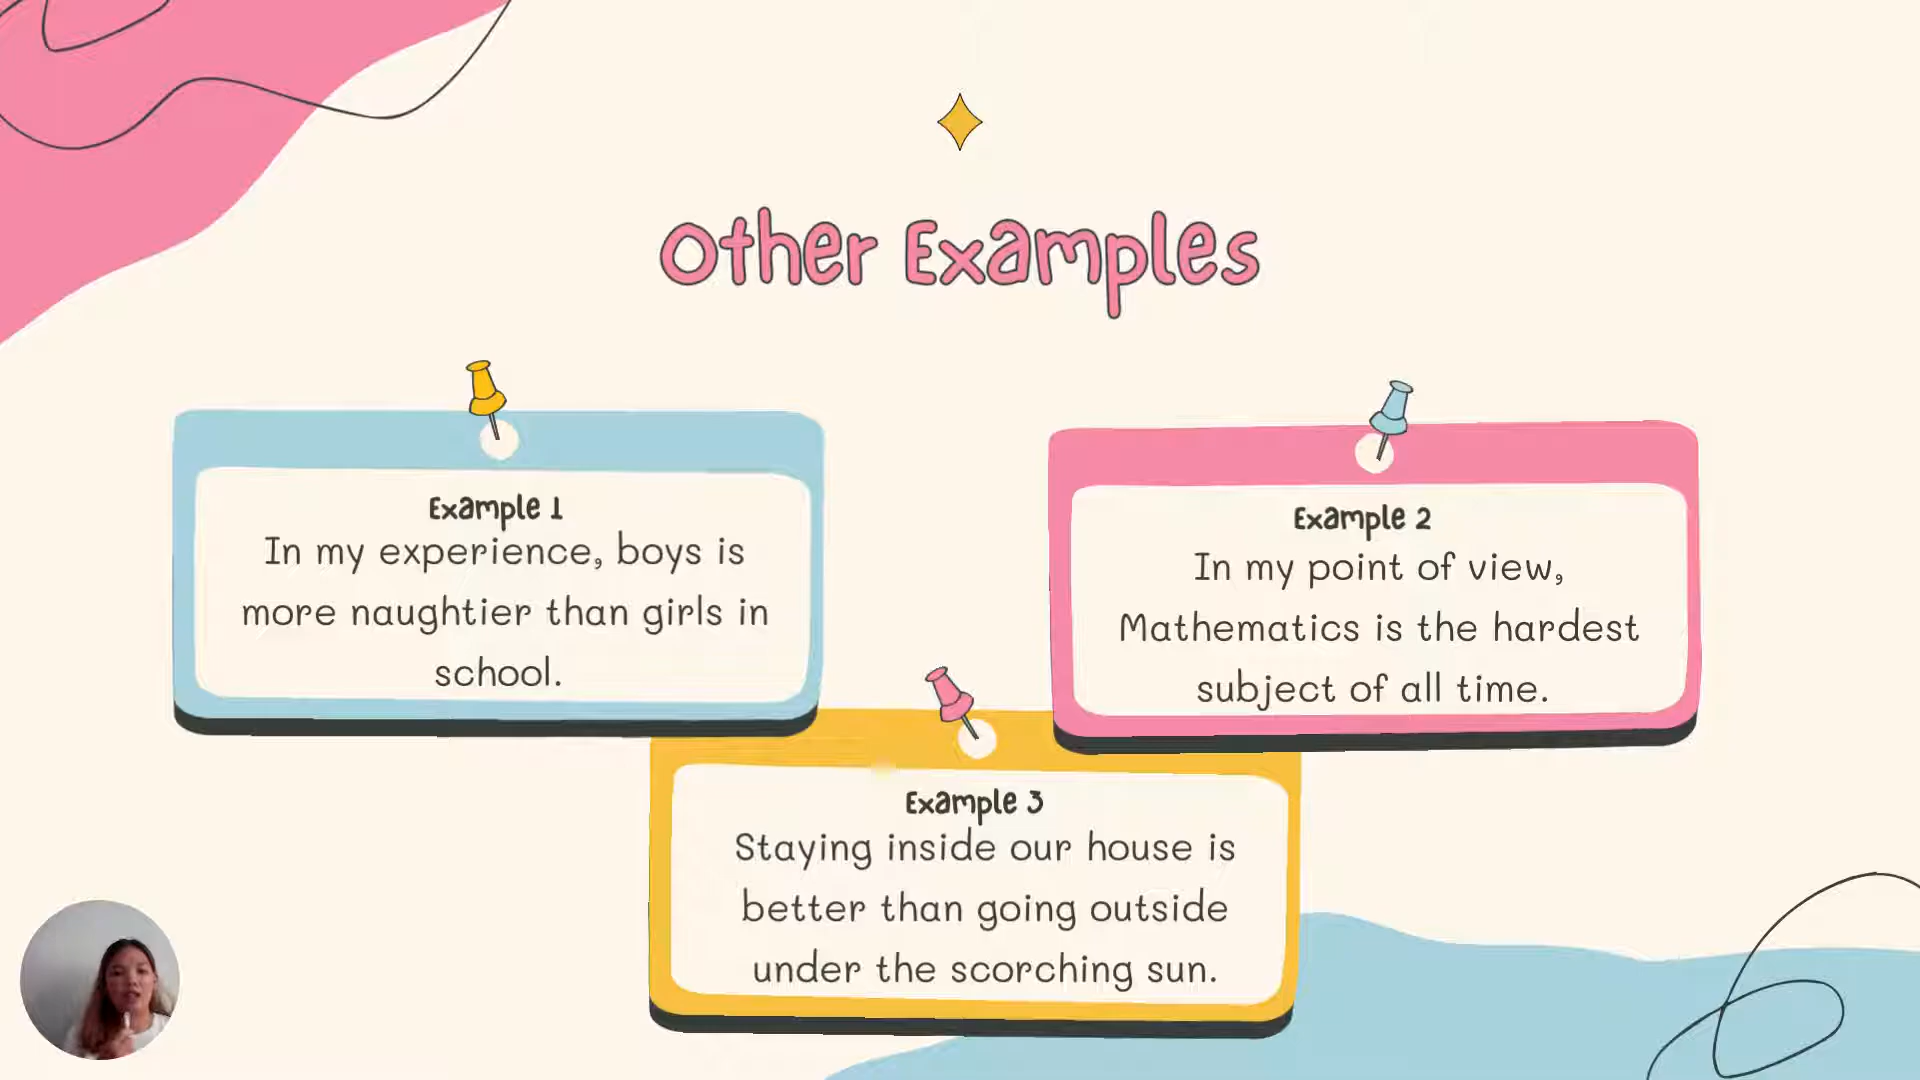 Other Examples
Example 1
In my experience, boys is
more naughtier than girls in
school.
Example 2
In my point of view,
Mathematics is the hardest
subject of all time.
Example 3
Staying inside our house is
better than going outside
under the scorching sun.